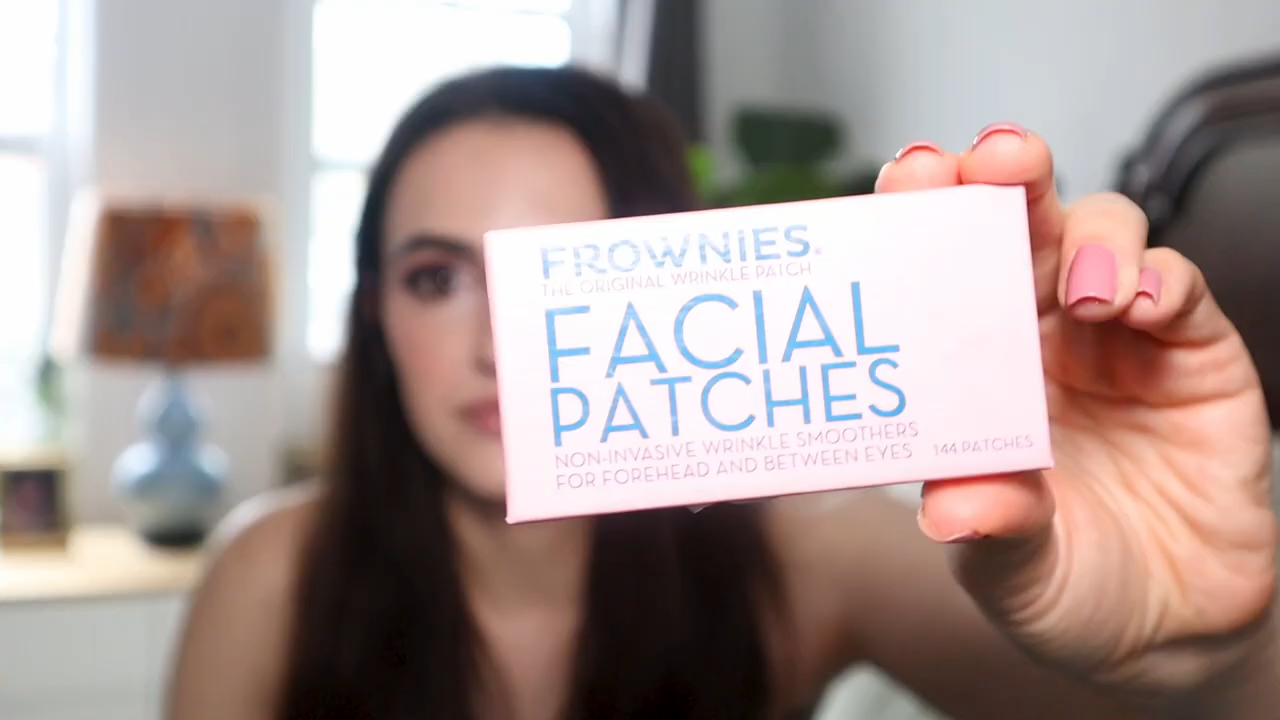 FROWNiES.
THE ORIGINAL WRINKLE PATCH
FACIAL
PATCHES
NON-INVASIVE WRINKLE SMOOTHERS
FOR FOREHEAD AND BETWEEN EYES
144 PATCHES